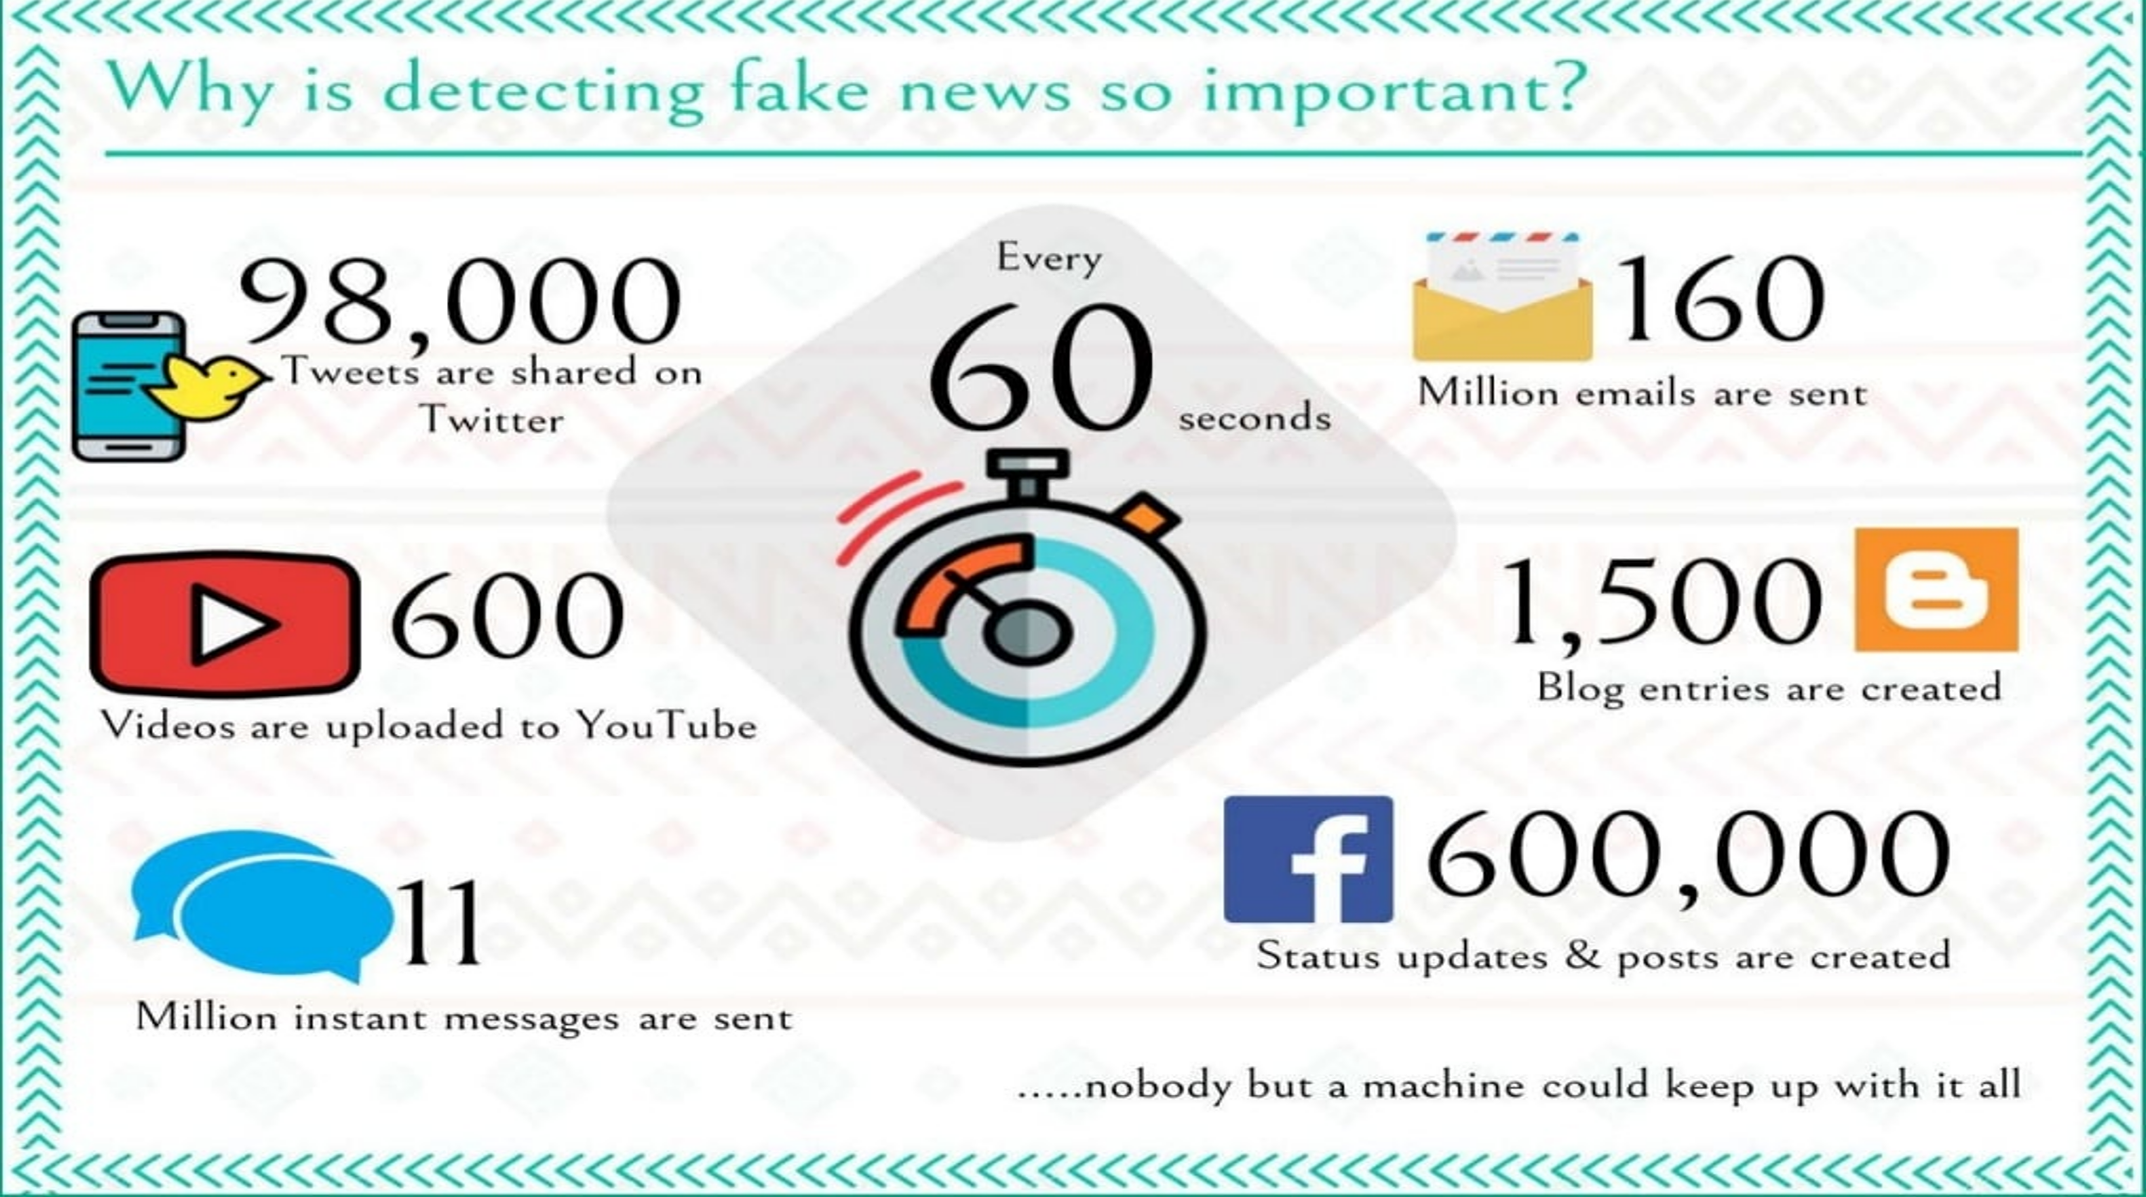 Why is detecting fake news so important?
98,000
Tweets are shared on
Twitter
Every
60
seconds
160
Million emails are sent
600
Videos are uploaded to YouTube
1,500
Blog entries are created
11
Million instant messages are sent
f
600,000
Status updates & posts are created
.....nobody but a machine could keep up with it all